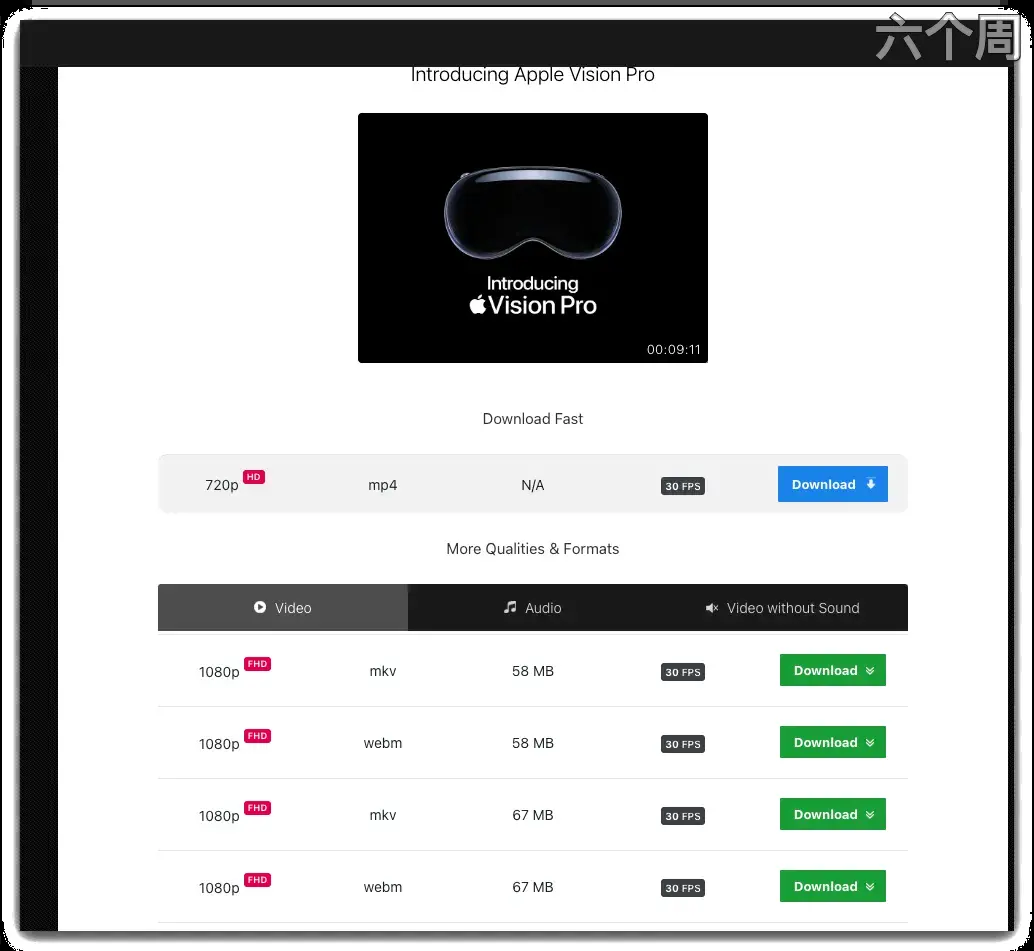 六个周
Introducing Apple Vision Pro
Introducing
Vision Pro
00:09:11
Download Fast
720p HD mp4 N/A 30 FPS Download
More Qualities & Formats
Video Audio Video without Sound
1080p FHD mkv 58 MB 30 FPS Download
1080p FHD webm 58 MB 30 FPS Download
1080p FHD mkv 67 MB 30 FPS Download
1080p FHD webm 67 MB 30 FPS Download